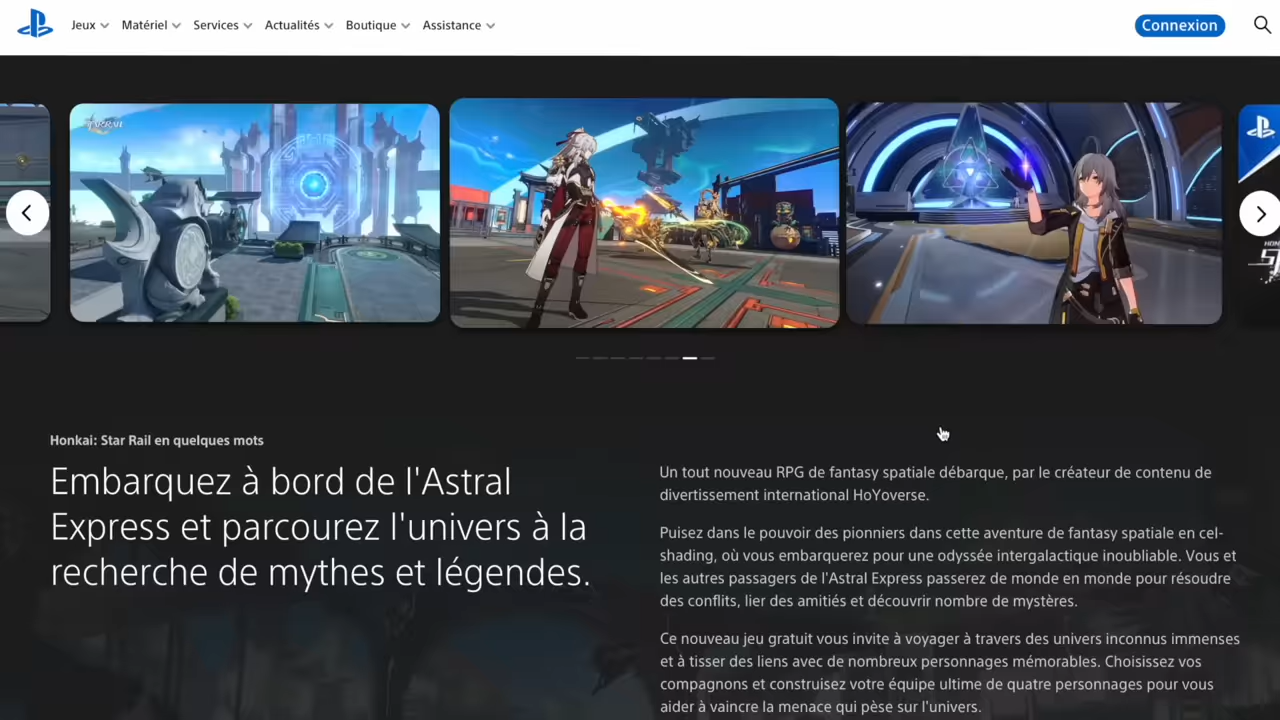 Jeux
Matériel
Services
Actualités
Boutique
Assistance
Connexion
Honkai: Star Rail en quelques mots
Embarquez à bord de l'Astral
Express et parcourez l'univers à la
recherche de mythes et légendes.
Un tout nouveau RPG de fantasy spatiale débarque, par le créateur de contenu de
divertissement international HoYoverse.
Puisez dans le pouvoir des pionniers dans cette aventure de fantasy spatiale en cel-
shading, où vous embarquerez pour une odyssée intergalactique inoubliable. Vous et
les autres passagers de l'Astral Express passerez de monde en monde pour résoudre
des conflits, lier des amitiés et découvrir nombre de mystères.
Ce nouveau jeu gratuit vous invite à voyager à travers des univers inconnus immenses
et à tisser des liens avec de nombreux personnages mémorables. Choisissez vos
compagnons et construisez votre équipe ultime de quatre personnages pour vous
aider à vaincre la menace qui pèse sur l'univers.